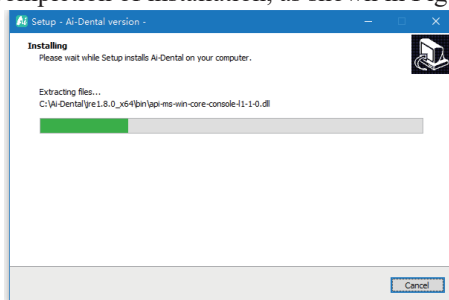 ompletion of installation, as shown in Fig
Setup - Ai-Dental version -
Installing
Please wait while Setup installs Ai-Dental on your computer.
Extracting files...
C:\Ai-Dental\jre1.8.0_x64\bin\api-ms-win-core-console-l1-1-0.dll
Cancel